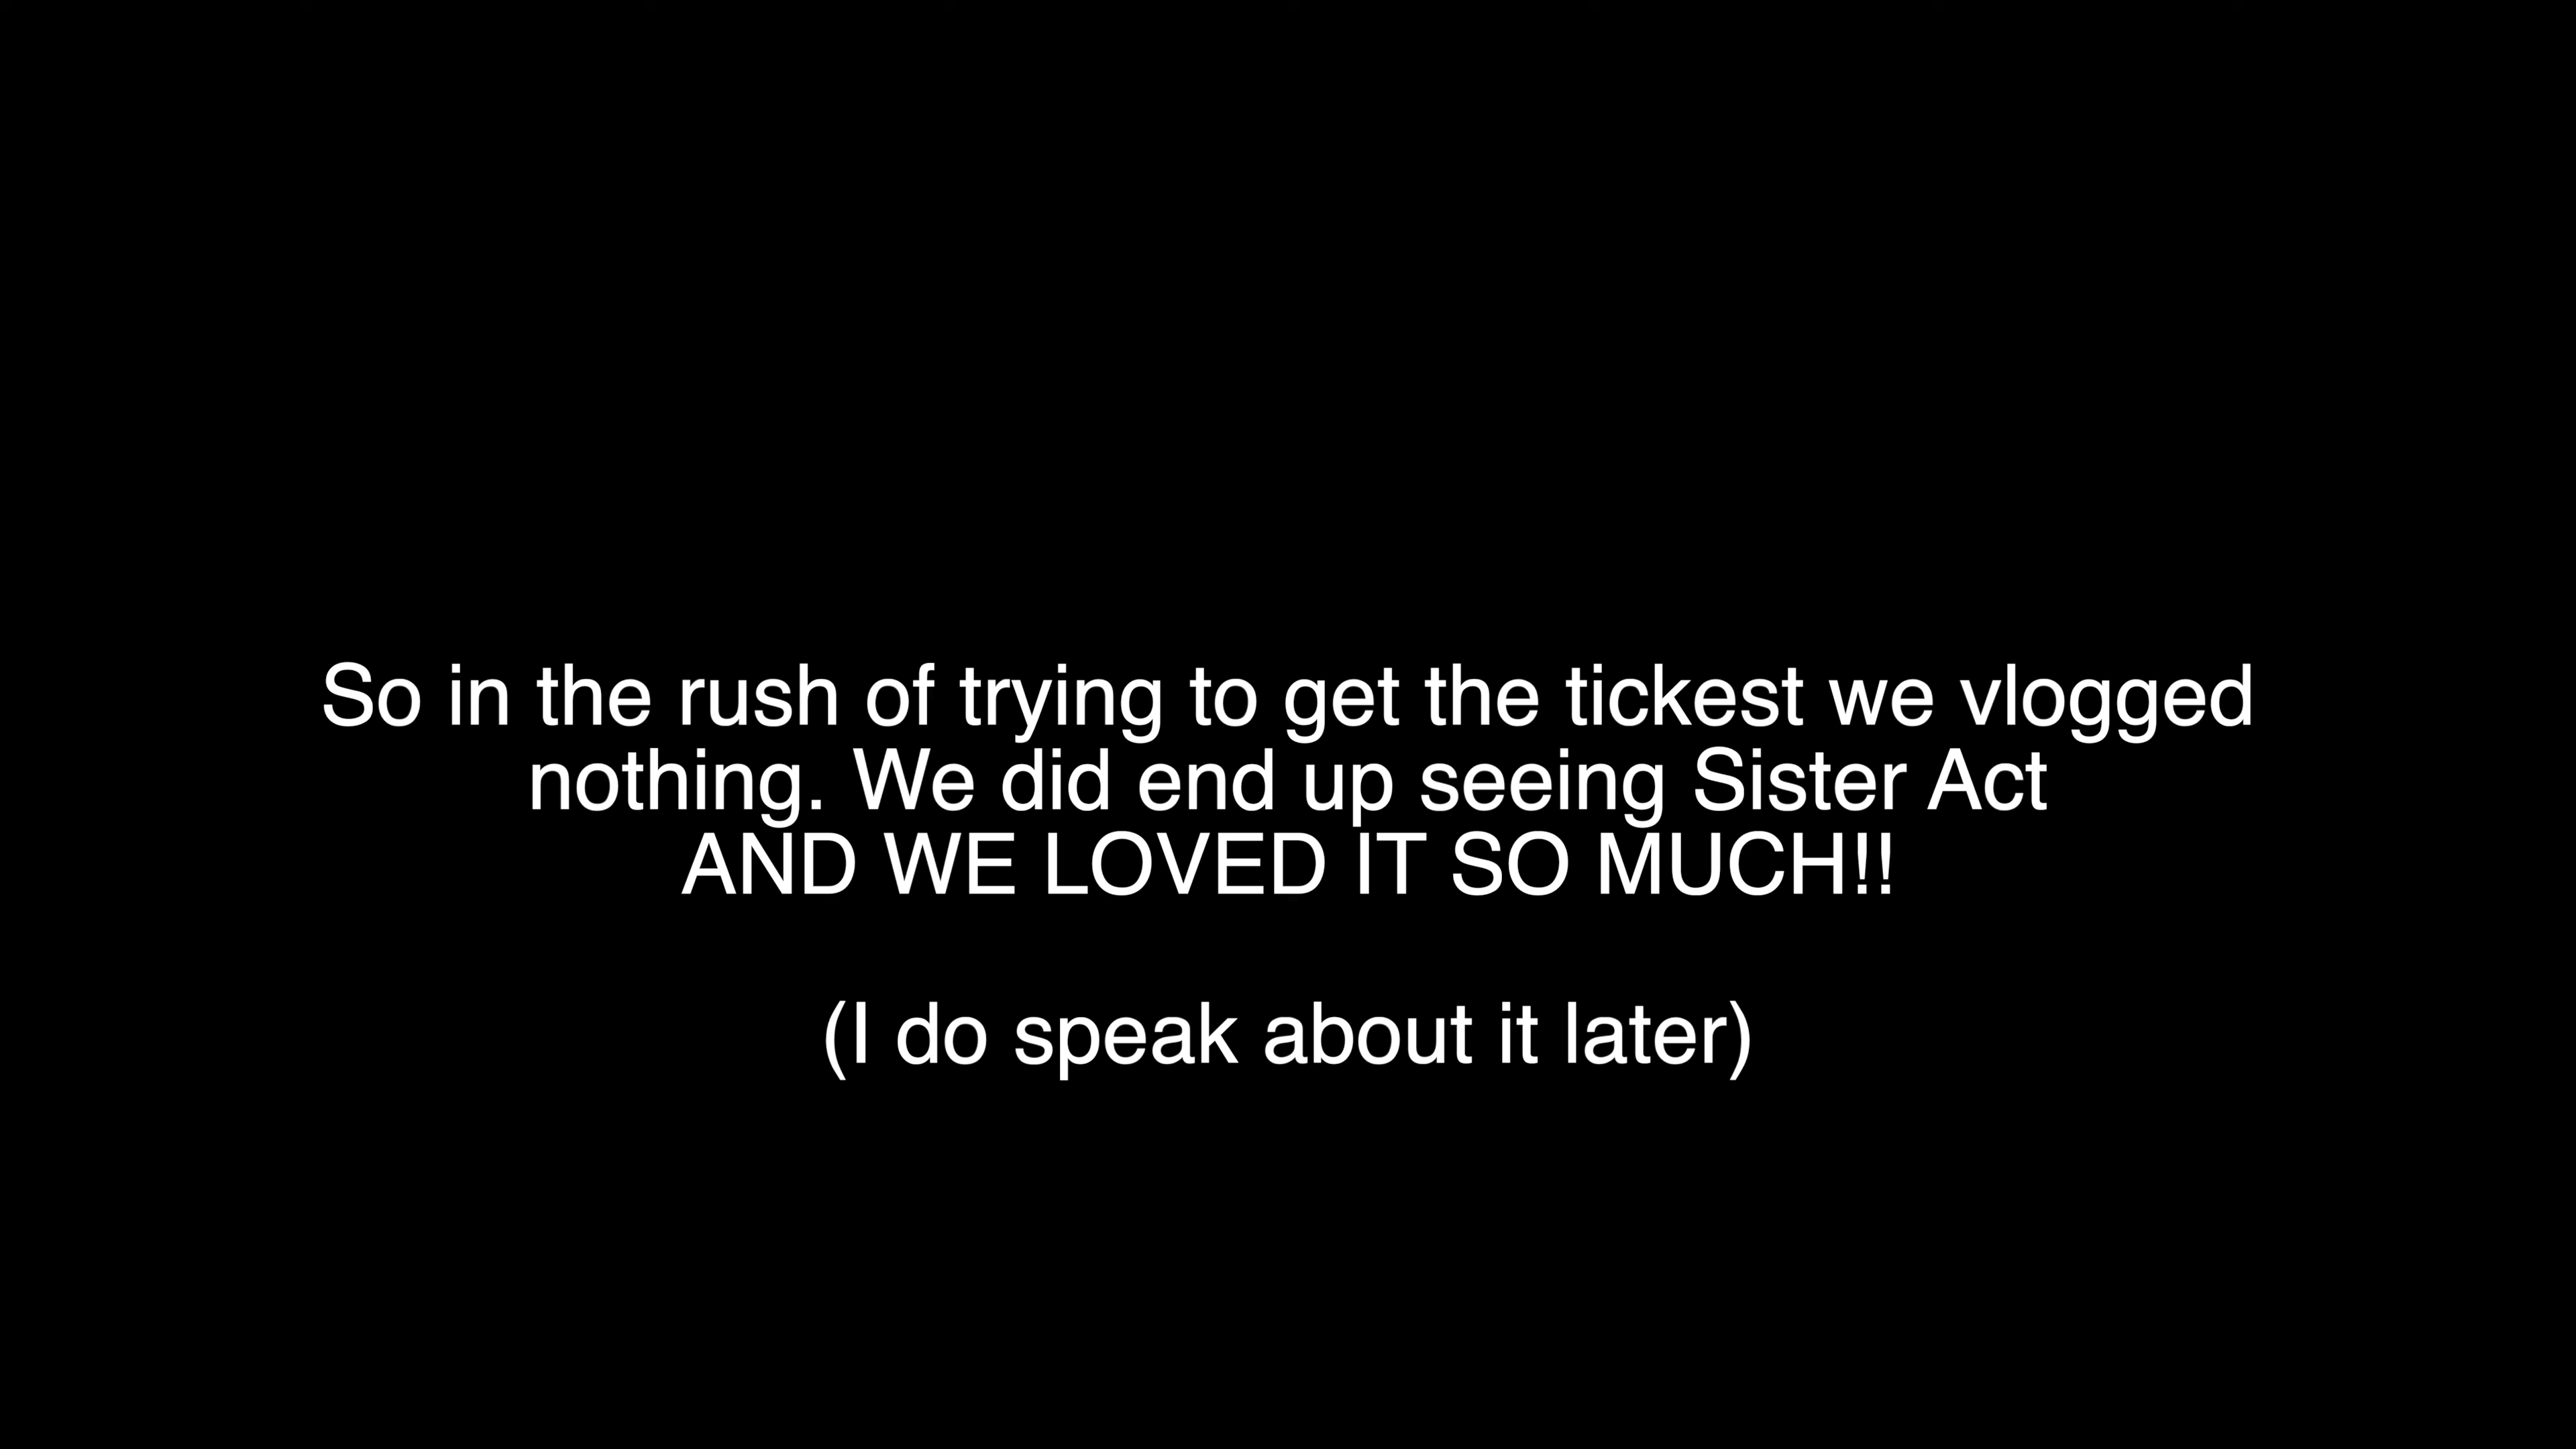 So in the rush of trying to get the tickest we vlogged
nothing. We did end up seeing Sister Act
AND WE LOVED IT SO MUCH!!
(I do speak about it later)